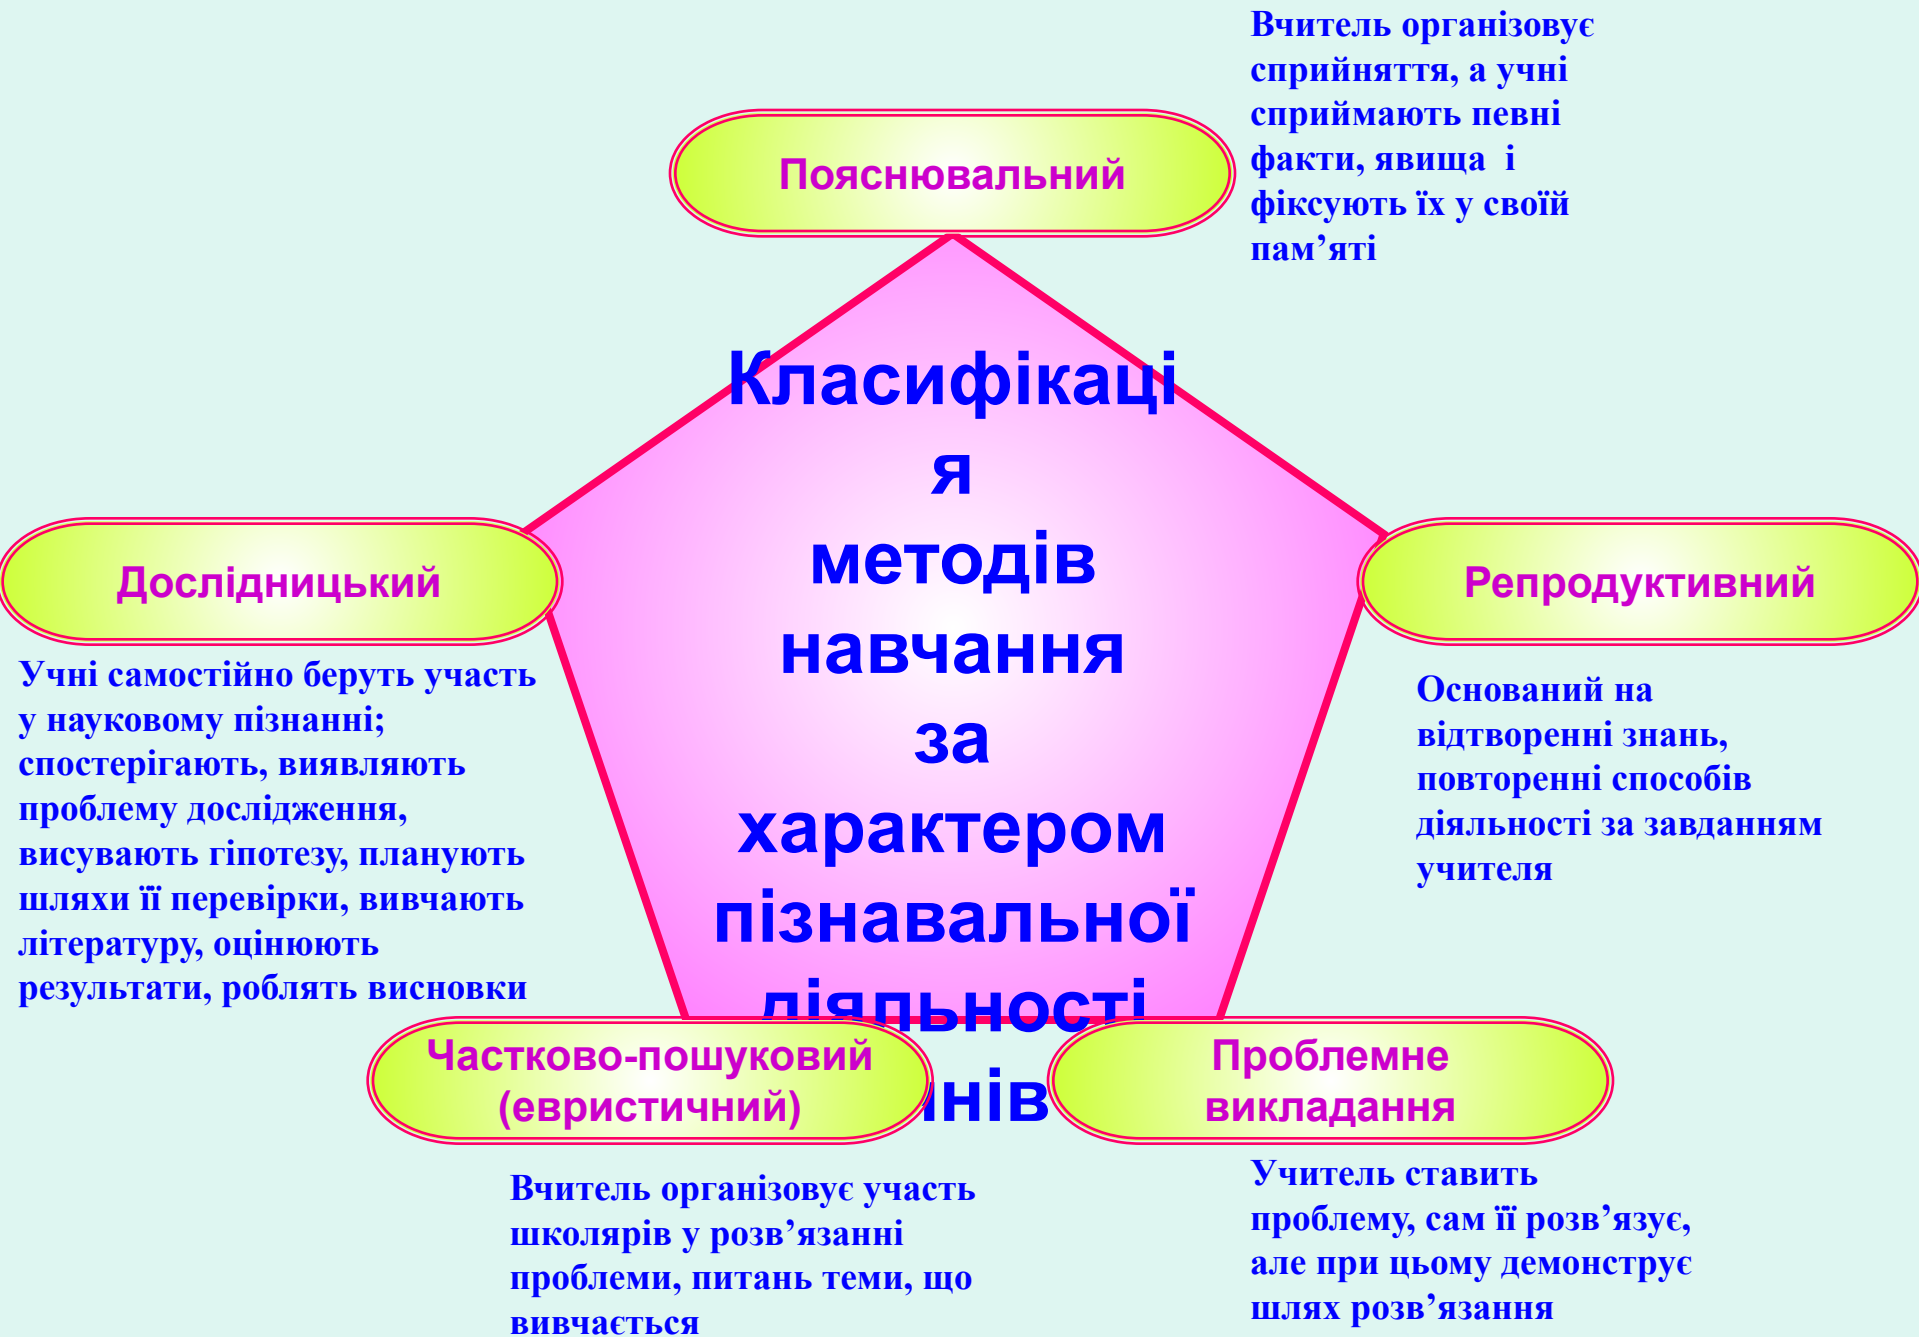 Вчитель організовує
сприйняття, а учні
сприймають певні
факти, явища і
фіксують їх у своїй
пам’яті
Пояснювальний
Класифікаці
я
методів
навчання
за
характером
пізнавальної
діяльності
Дослідницький
Учні самостійно беруть участь
у науковому пізнанні;
спостерігають, виявляють
проблему дослідження,
висувають гіпотезу, планують
шляхи її перевірки, вивчають
літературу, оцінюють
результати, роблять висновки
Репродуктивний
Оснований на
відтворенні знань,
повторенні способів
діяльності за завданням
учителя
Частково-пошуковий
(евристичний)
Вчитель організовує участь
школярів у розв’язанні
проблеми, питань теми, що
вивчається
Проблемне
викладання
Учитель ставить
проблему, сам її розв’язує,
але при цьому демонструє
шлях розв’язання